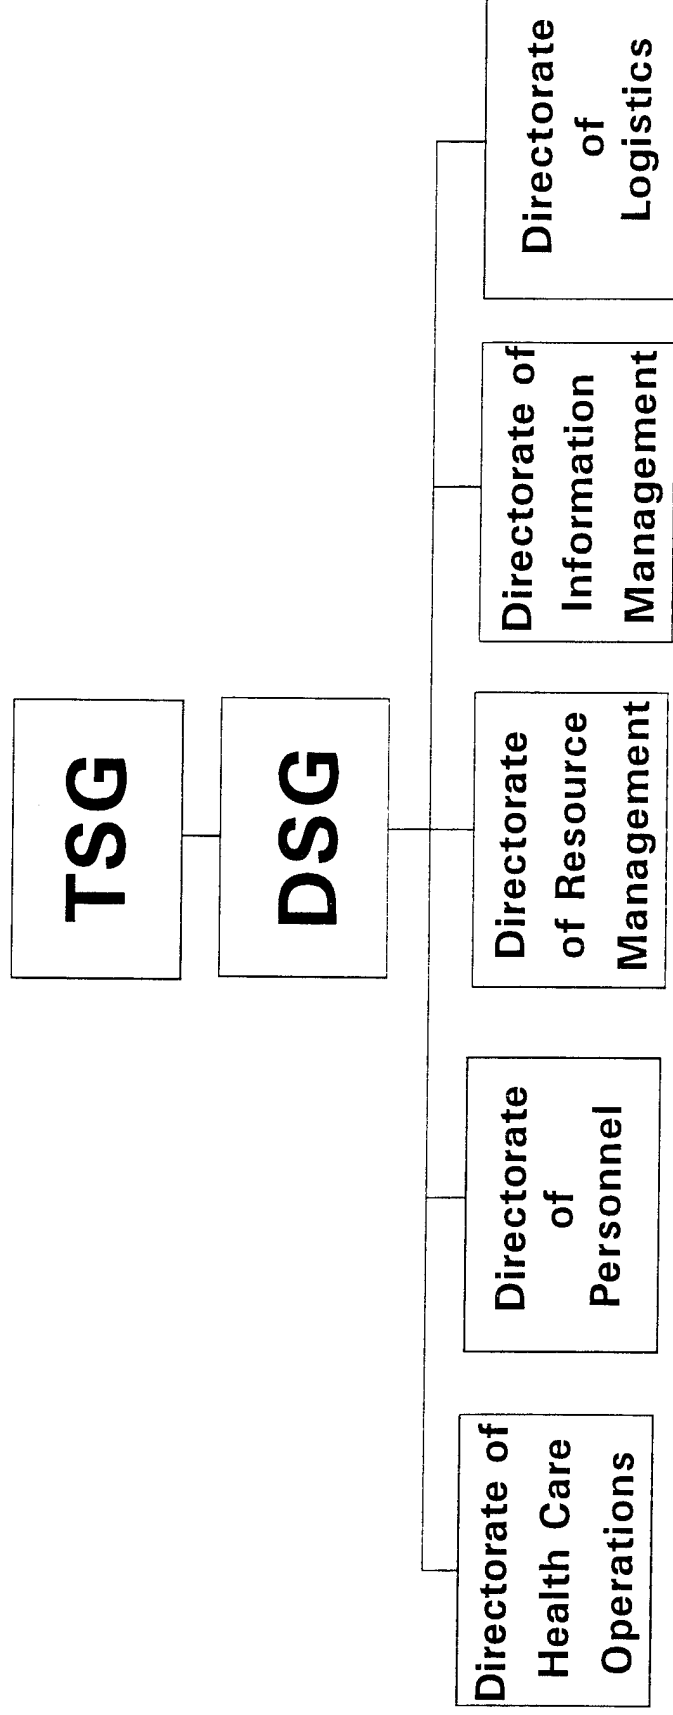 TSG
DSG
Directorate of
Health Care
Operations
Directorate
of
Personnel
Directorate
of Resource
Management
Directorate of
Information
Management
Directorate
of
Logistics